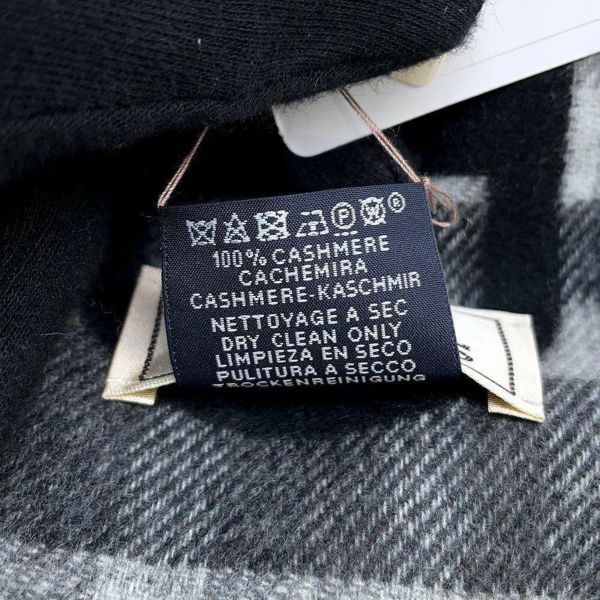 P W ®
100% CASHMERE
CACHEMIRA
CASHMERE-KASCHMIR
NETTOYAGE A SEC
DRY CLEAN ONLY
LIMPIEZA EN SECO
PULITURA A SECCO
TROCKENREINIGUNG